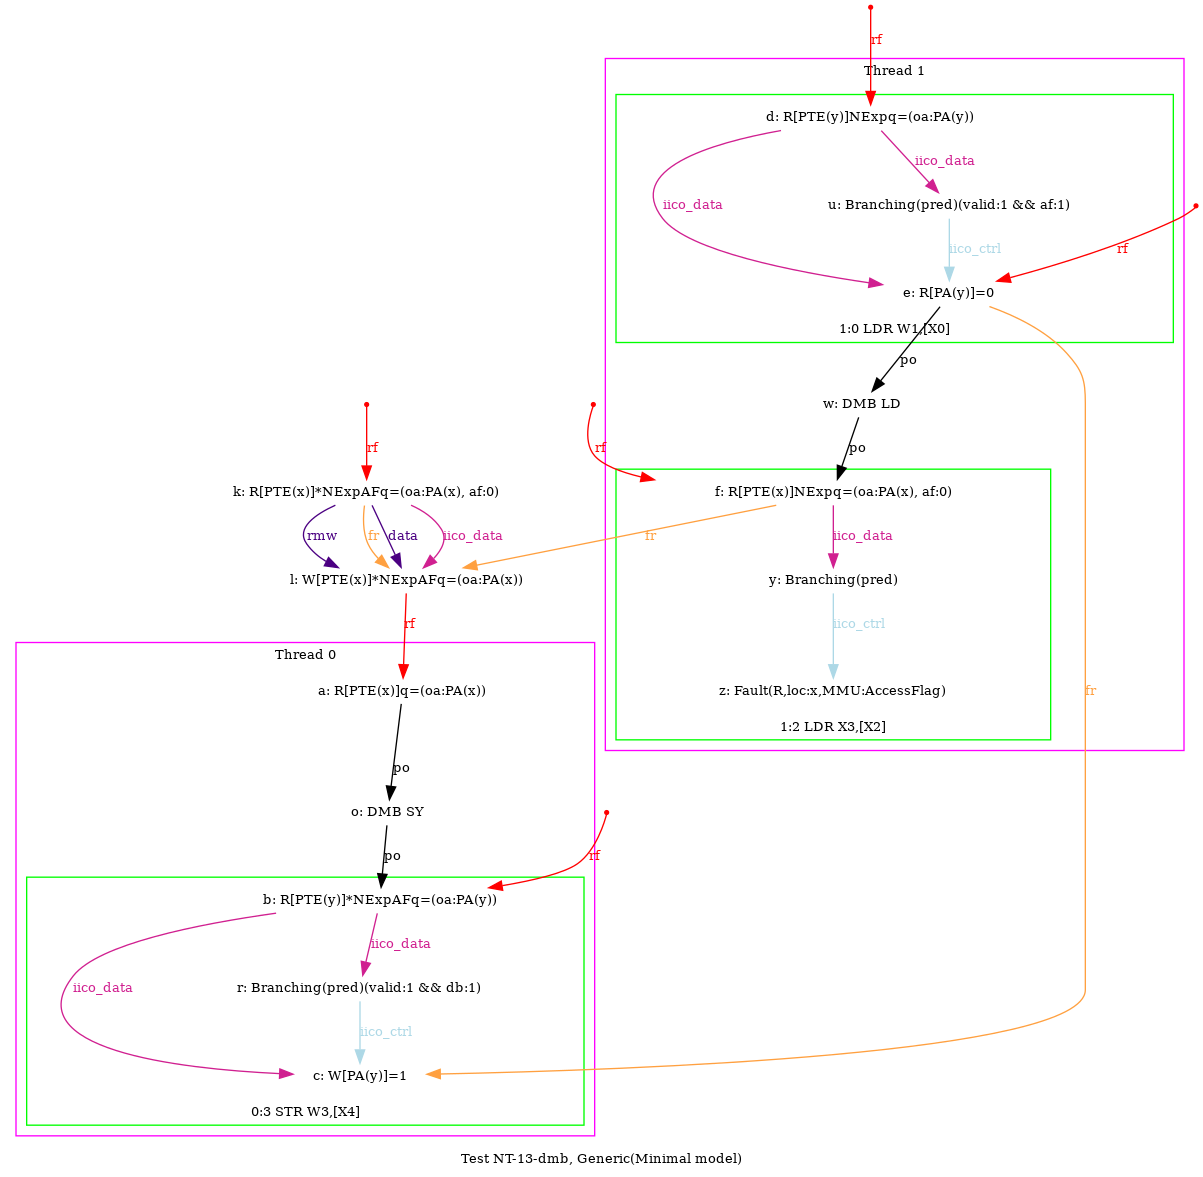 rf
Thread 1
d: R[PTE(y)]NExpq=(oa:PA(y))
iico_data
iico_data
u: Branching(pred)(valid:1 && af:1)
iico_ctrl
rf
e: R[PA(y)]=0
1:0 LDR W1,[X0]
po
w: DMB LD
rf
rf
po
k: R[PTE(x)]*NExpAFq=(oa:PA(x), af:0)
f: R[PTE(x)]NExpq=(oa:PA(x), af:0)
rmw
fr
data
iico_data
fr
iico_data
l: W[PTE(x)]*NExpAFq=(oa:PA(x))
y: Branching(pred)
rf
iico_ctrl
Thread 0
a: R[PTE(x)]q=(oa:PA(x))
z: Fault(R,loc:x,MMU:AccessFlag)
fr
1:2 LDR X3,[X2]
po
o: DMB SY
po
rf
b: R[PTE(y)]*NExpAFq=(oa:PA(y))
iico_data
iico_data
r: Branching(pred)(valid:1 && db:1)
iico_ctrl
c: W[PA(y)]=1
0:3 STR W3,[X4]
Test NT-13-dmb, Generic(Minimal model)